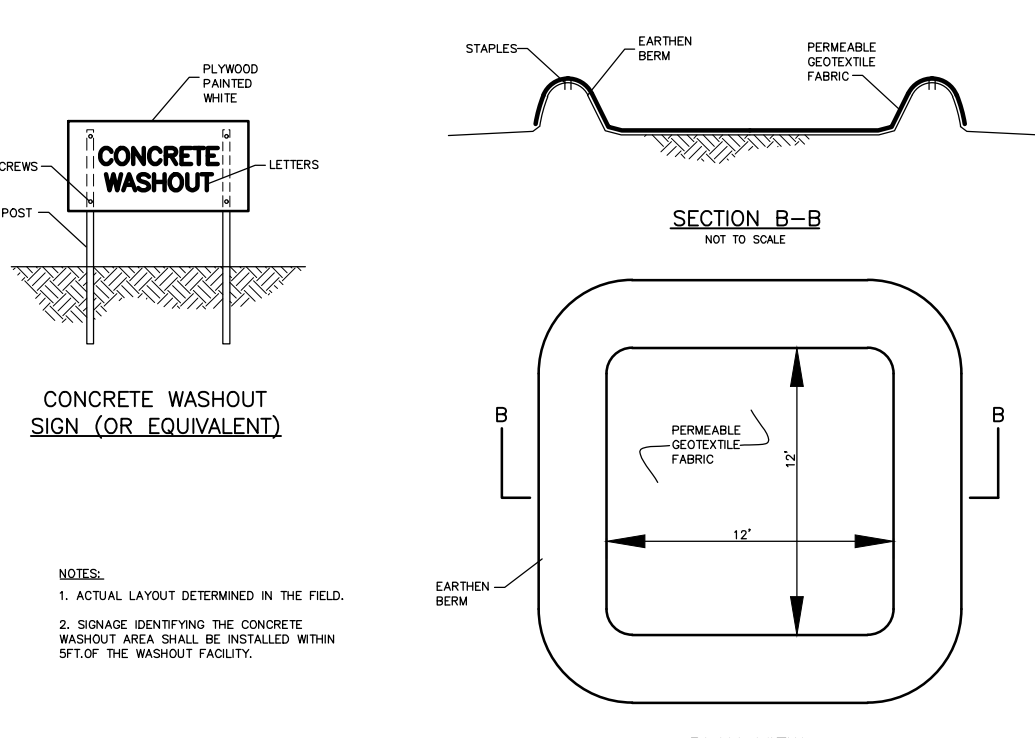 PLYWOOD
PAINTED
WHITE
CONCRETE
WASHOUT
LETTERS
CREWS
POST
CONCRETE WASHOUT
SIGN (OR EQUIVALENT)
NOTES:
1. ACTUAL LAYOUT DETERMINED IN THE FIELD.
2. SIGNAGE IDENTIFYING THE CONCRETE
WASHOUT AREA SHALL BE INSTALLED WITHIN
5FT.OF THE WASHOUT FACILITY.
STAPLES
EARTHEN
BERM
PERMEABLE
GEOTEXTILE
FABRIC
SECTION B-B
NOT TO SCALE
B
B
PERMEABLE
GEOTEXTILE
FABRIC
12'
12'
EARTHEN
BERM